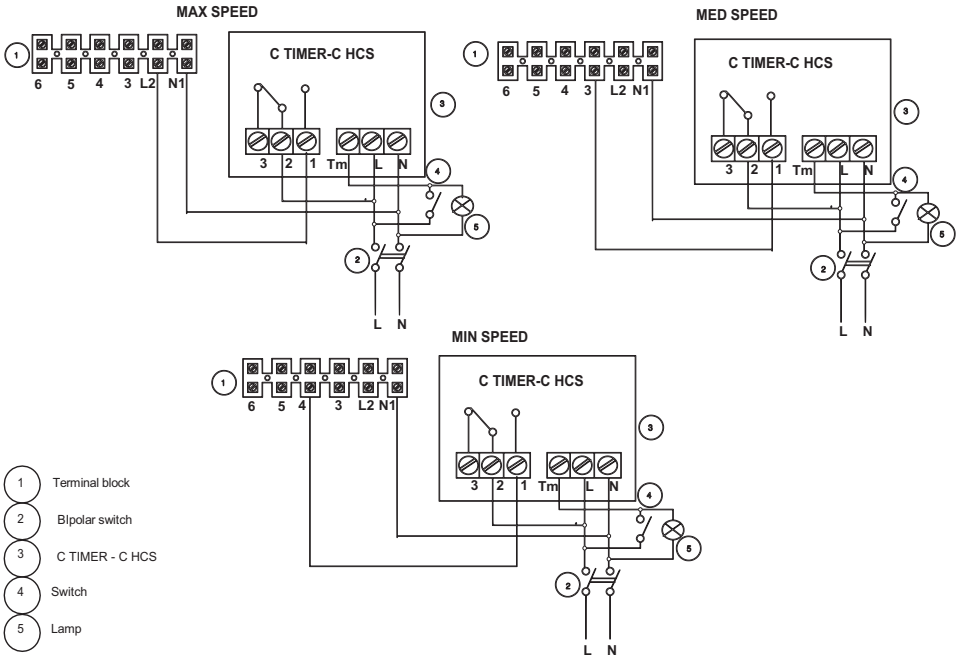 MAX SPEED
1
6 5 4 3 L2 N1
C TIMER-C HCS
3
3 2 1 Tm L N
4
5
2
L N
MED SPEED
1
6 5 4 3 L2 N1
C TIMER-C HCS
3
3 2 1 Tm L N
4
5
2
L N
MIN SPEED
1
6 5 4 3 L2 N1
C TIMER-C HCS
3
3 2 1 Tm L N
4
5
2
L N
1 Terminal block
2 BIpolar switch
3 C TIMER - C HCS
4 Switch
5 Lamp